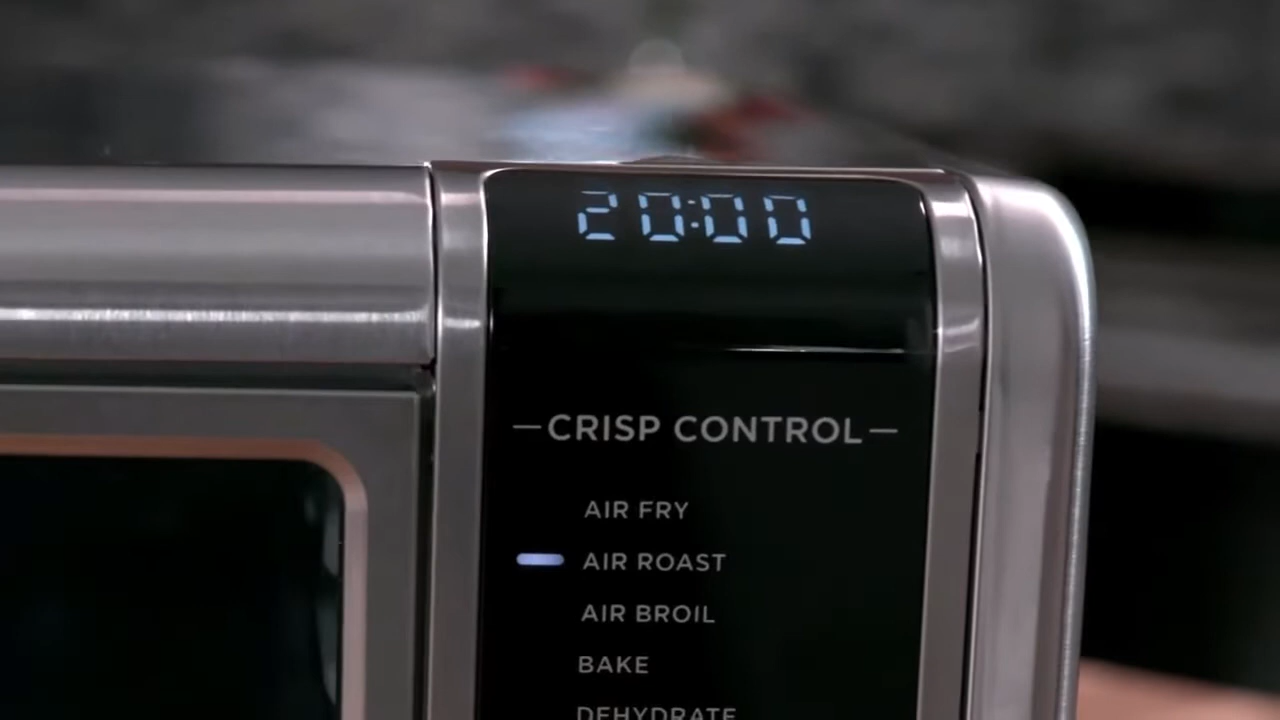 20:00
—CRISP CONTROL—
AIR FRY
AIR ROAST
AIR BROIL
BAKE
DEHYDRATE